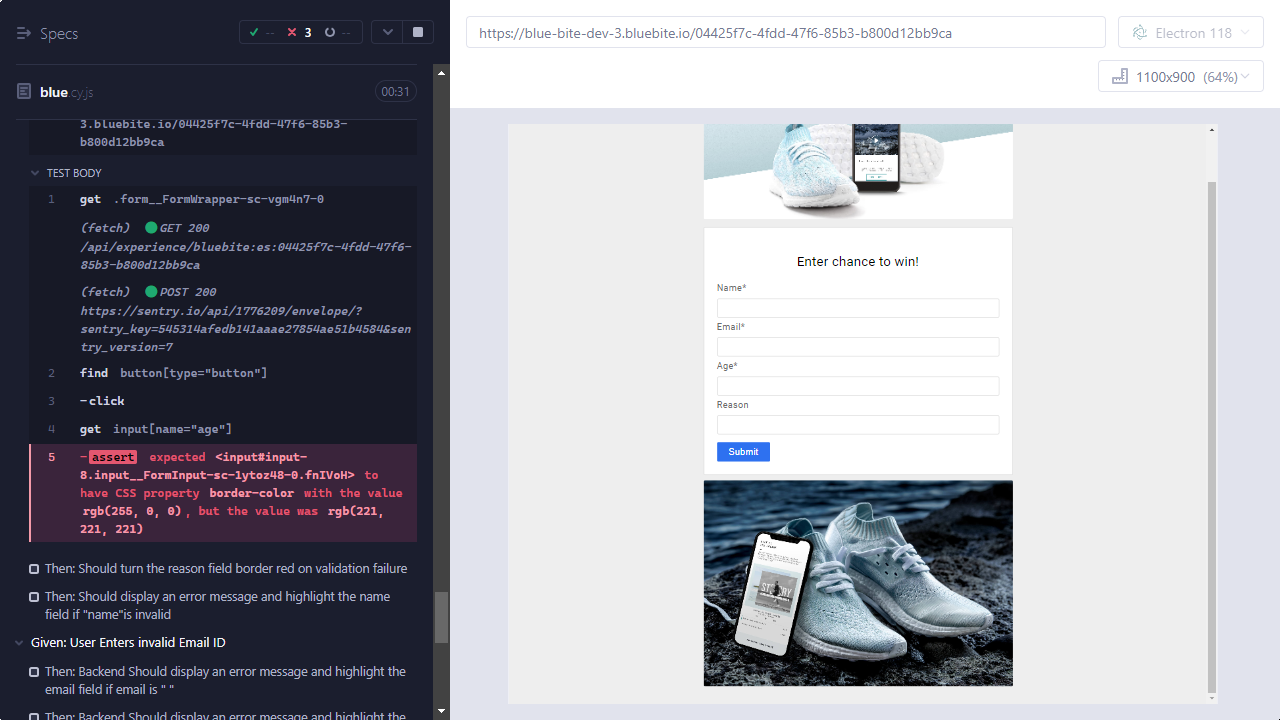 Specs
--
3
--
https://blue-bite-dev-3.bluebite.io/04425f7c-4fdd-47f6-85b3-b800d12bb9ca
Electron 118
1100x900 (64%)
blue.cy.js
00:31
3.bluebite.io/04425f7c-4fdd-47f6-85b3-
b800d12bb9ca
TEST BODY
1 get .form__FormWrapper-sc-vgm4n7-0
(fetch) GET 200
/api/experience/bluebite:es:04425f7c-4fdd-47f6-
85b3-b800d12bb9ca
(fetch) POST 200
https://sentry.io/api/1776209/envelope/?
sentry_key=545314afedb141aaae27854ae51b4584&sen
try_version=7
2 find button[type="button"]
3 -click
4 get input[name="age"]
5 -assert expected <input#input-
8.input__FormInput-sc-1ytoz48-0.fnIVoH> to
have CSS property border-color with the value
rgb(255, 0, 0), but the value was rgb(221,
221, 221)
Then: Should turn the reason field border red on validation failure
Then: Should display an error message and highlight the name
field if "name"is invalid
Given: User Enters invalid Email ID
Then: Backend Should display an error message and highlight the
email field if email is " "
Then: Backend Should display an error message and highlight the
Enter chance to win!
Name*
Email*
Age*
Reason
Submit